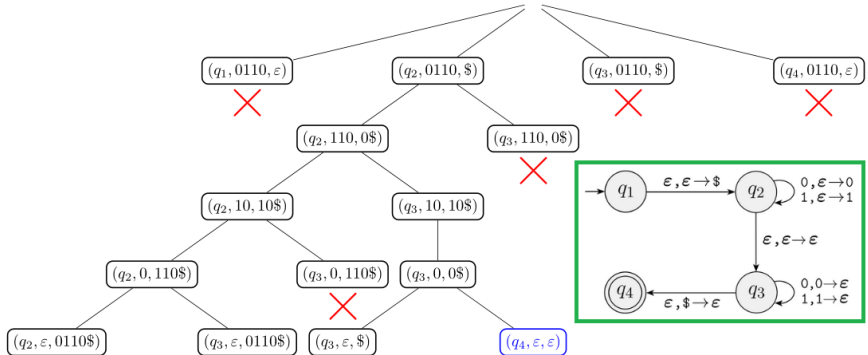 (q₁, 0110, ε) (q₂, 0110, $) (q₃, 0110, $) (q₄, 0110, ε)
(q₂, 110, 0$) (q₃, 110, 0$)
(q₂, 10, 10$) (q₃, 10, 10$)
(q₂, 0, 110$) (q₃, 0, 110$) (q₃, 0, 0$)
(q₂, ε, 0110$) (q₃, ε, 0110$) (q₃, ε, $) (q₄, ε, ε)
q₁ ε,ε→$ q₂ 0,ε→0
1,ε→1
ε,ε→ε
q₄ ε,$→ε q₃ 0,0→ε
1,1→ε